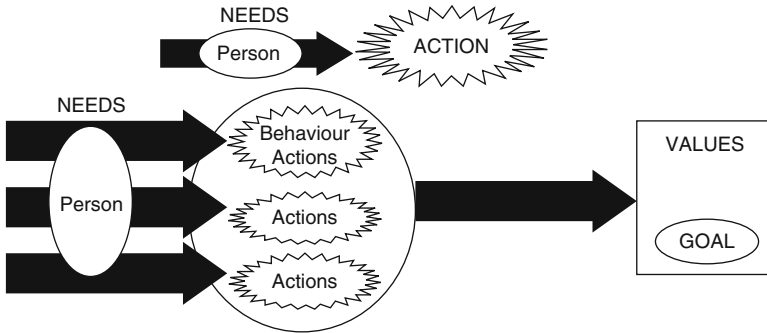 NEEDS
Person
ACTION
NEEDS
Person
Behaviour
Actions
Actions
Actions
VALUES
GOAL